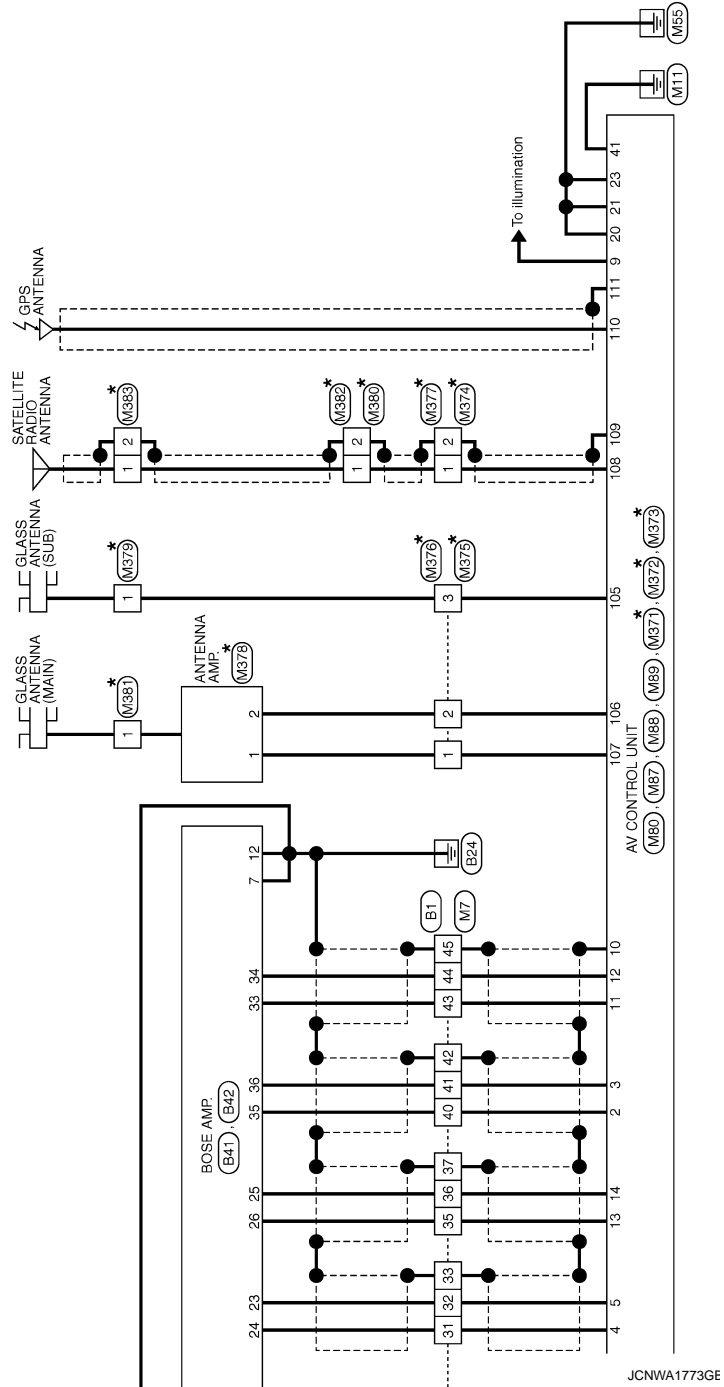 M55
M11
41
23
21
20
9
To illumination
111
110
GPS
ANTENNA
109
108
SATELLITE
RADIO
ANTENNA
*
M383
1 2
*
M382
*
M380
1 2
*
M377
*
M374
1 2
105
GLASS
ANTENNA
(SUB)
*
M379
1
*
M376
*
M375
3
GLASS
ANTENNA
(MAIN)
*
M381
1
ANTENNA
AMP.
*
M378
1 2
1 2
107 106
AV CONTROL UNIT
M80 , M87 , M88 , M89 , *M371 , *M372 , *M373
BOSE AMP.
B41 , B42
24 23 26 25 35 36 33 34 7 12
B24
B1
M7
31 32 33 35 36 37 40 41 42 43 44 45
4 5 13 14 2 3 11 12 10
JCNWA1773GE